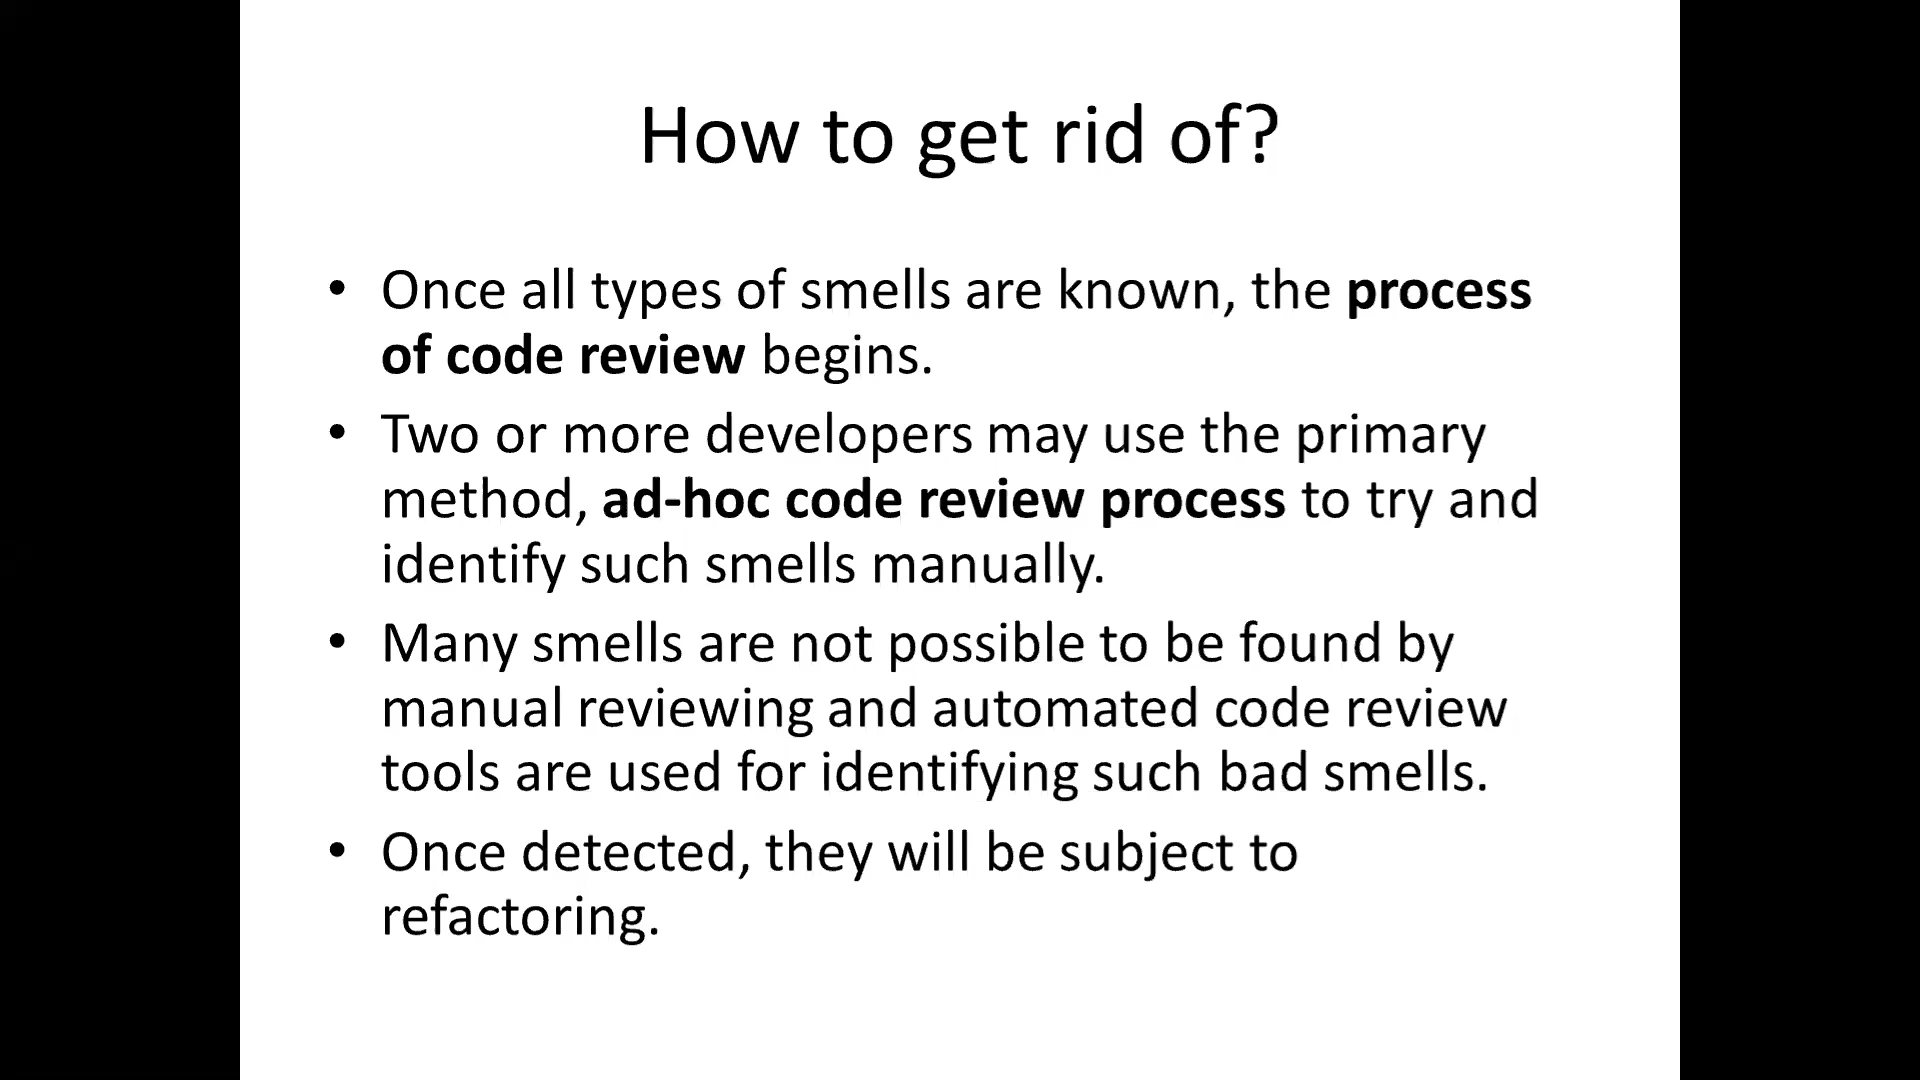 How to get rid of?
• Once all types of smells are known, the process
of code review begins.
• Two or more developers may use the primary
method, ad-hoc code review process to try and
identify such smells manually.
• Many smells are not possible to be found by
manual reviewing and automated code review
tools are used for identifying such bad smells.
• Once detected, they will be subject to
refactoring.